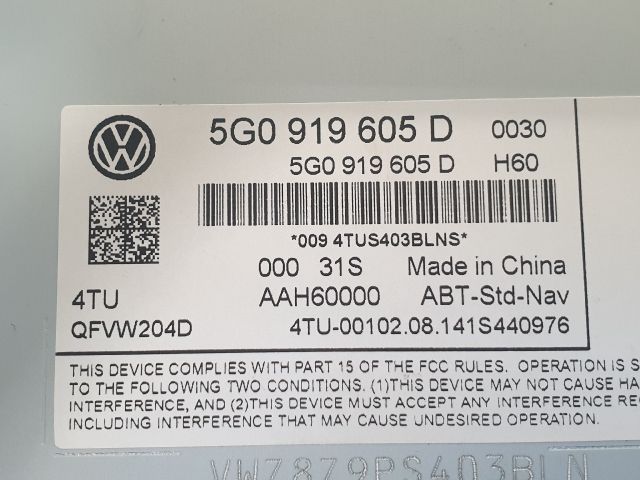 5G0 919 605 D 0030
5G0 919 605 D H60
*009 4TUS403BLNS*
000 31S Made in China
4TU AAH60000 ABT-Std-Nav
QFVW204D 4TU-00102.08.141S440976
THIS DEVICE COMPLIES WITH PART 15 OF THE FCC RULES. OPERATION IS S
TO THE FOLLOWING TWO CONDITIONS. (1)THIS DEVICE MAY NOT CAUSE HA
INTERFERENCE, AND (2)THIS DEVICE MUST ACCEPT ANY INTERFERENCE RE
INCLUDING INTERFERENCE THAT MAY CAUSE UNDESIRED OPERATION.
VWZ8Z9PS403BLN